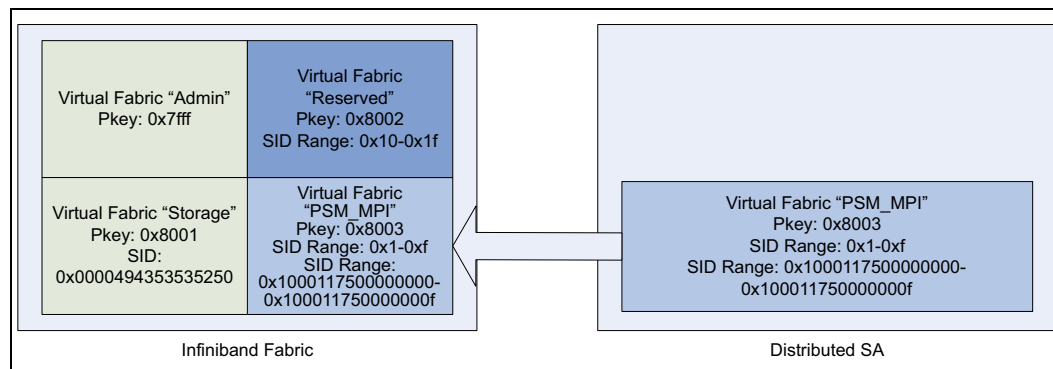 Virtual Fabric “Admin”
Pkey: 0x7fff
Virtual Fabric
“Reserved”
Pkey: 0x8002
SID Range: 0x10-0x1f
Virtual Fabric “Storage”
Pkey: 0x8001
SID:
0x0000494353535250
Virtual Fabric
“PSM_MPI”
Pkey: 0x8003
SID Range: 0x1-0xf
SID Range:
0x1000117500000000-
0x100011750000000f
Virtual Fabric “PSM_MPI”
Pkey: 0x8003
SID Range: 0x1-0xf
SID Range: 0x1000117500000000-
0x100011750000000f
Infiniband Fabric
Distributed SA